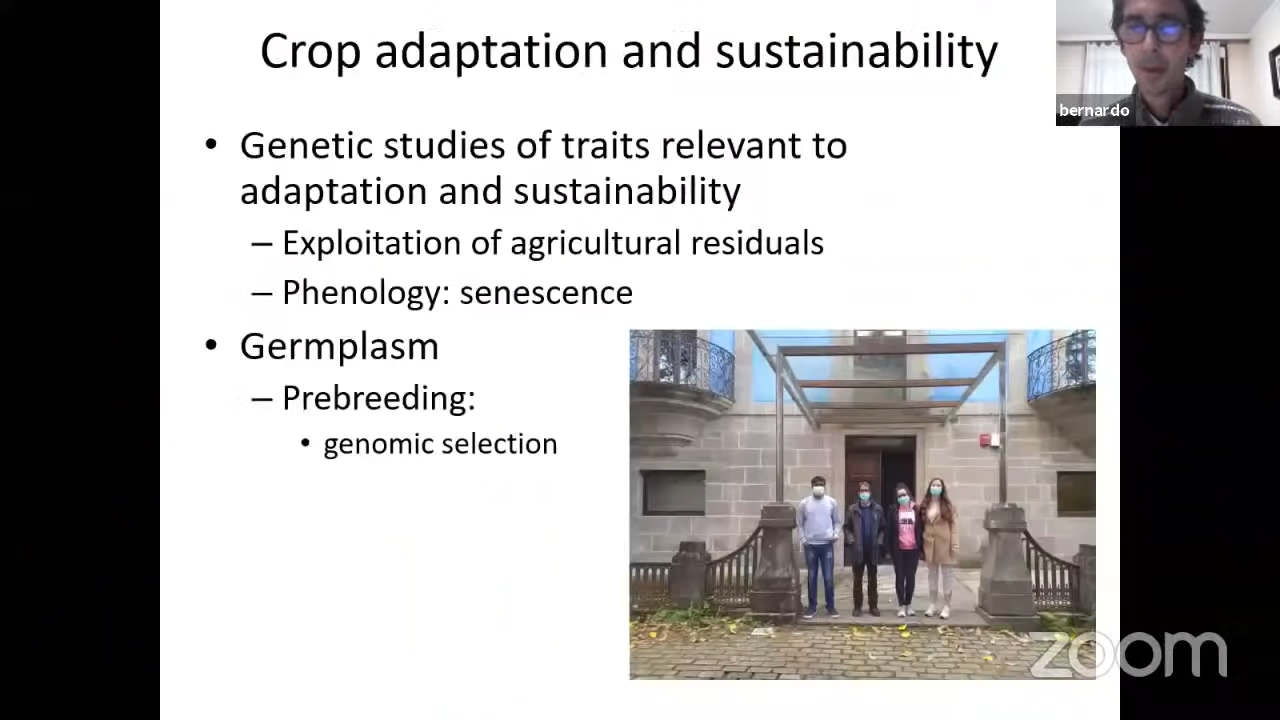 Crop adaptation and sustainability
bernardo
• Genetic studies of traits relevant to
adaptation and sustainability
– Exploitation of agricultural residuals
– Phenology: senescence
• Germplasm
– Prebreeding:
• genomic selection
zoom